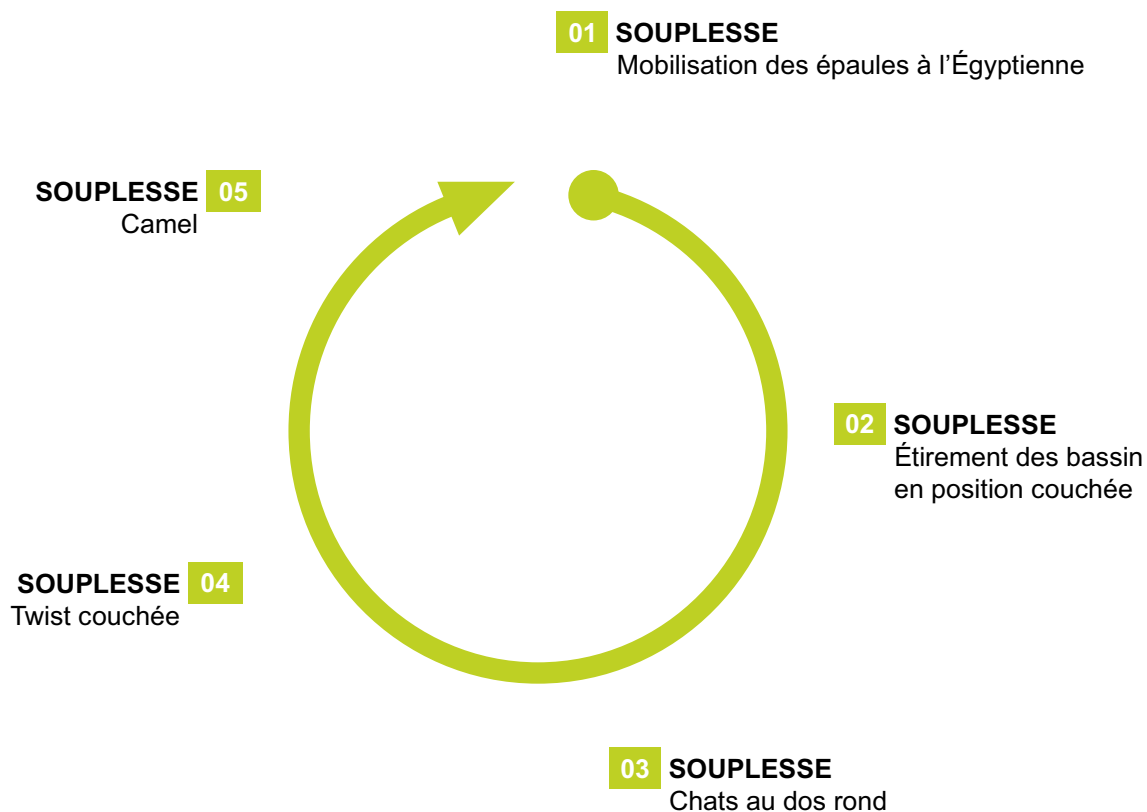 01 SOUPLESSE
Mobilisation des épaules à l’Égyptienne
02 SOUPLESSE
Étirement des bassin
en position couchée
03 SOUPLESSE
Chats au dos rond
SOUPLESSE 04
Twist couchée
SOUPLESSE 05
Camel